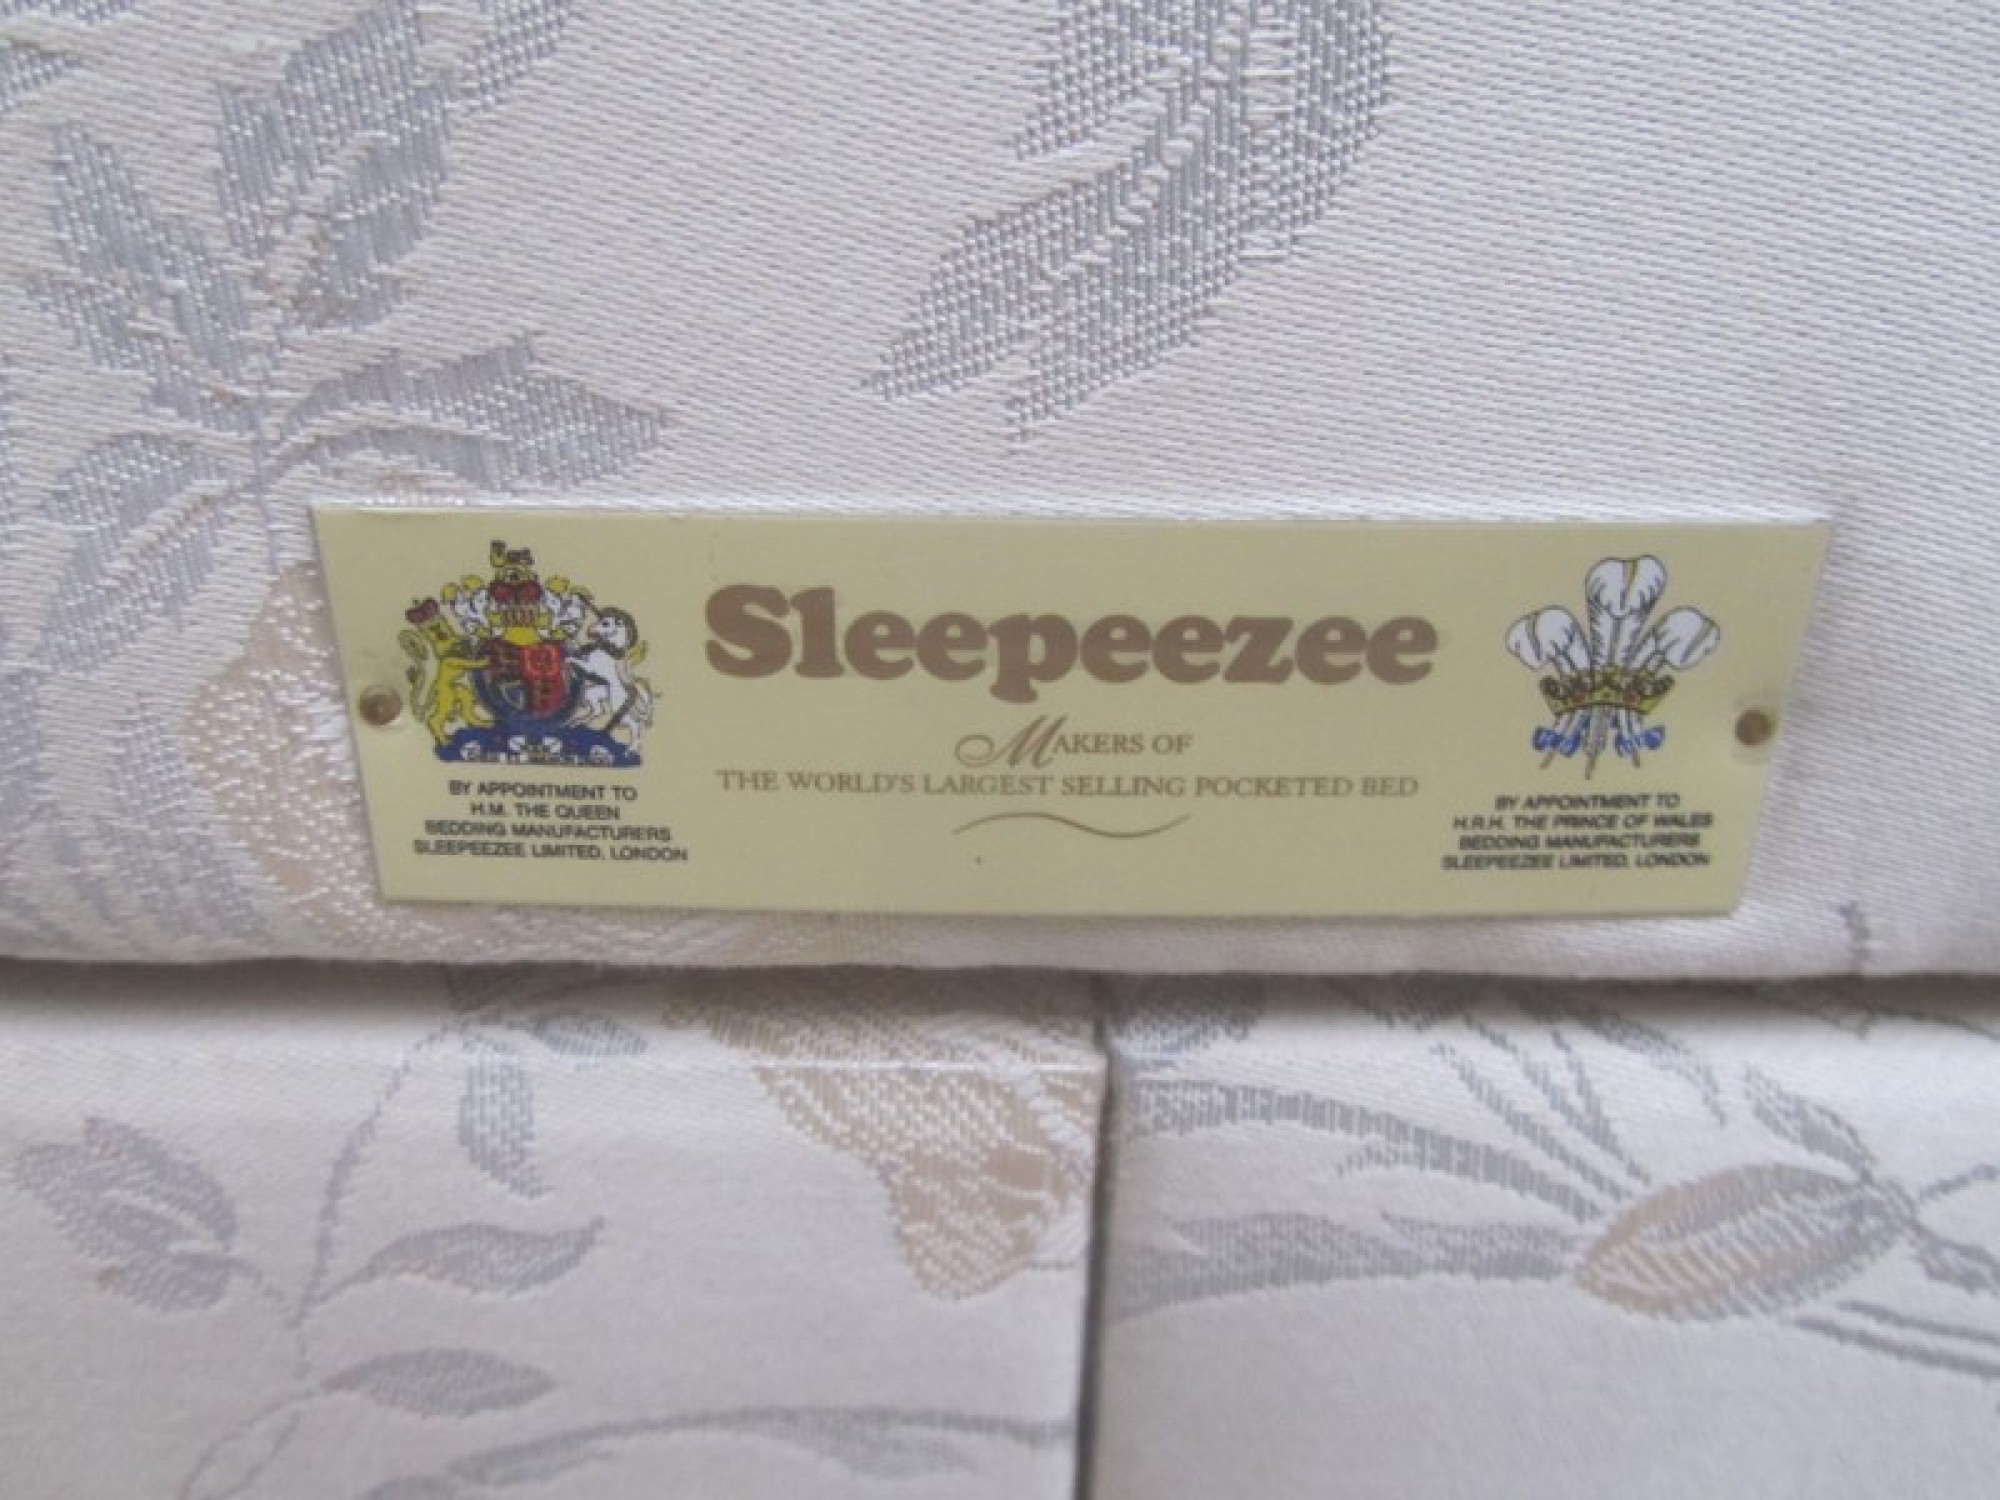 Sleepeezee
MAKERS OF
THE WORLD'S LARGEST SELLING POCKETED BED
BY APPOINTMENT TO
H.M. THE QUEEN
BEDDING MANUFACTURERS
SLEEPEEZEE LIMITED, LONDON
BY APPOINTMENT TO
H.R.H. THE PRINCE OF WALES
BEDDING MANUFACTURERS
SLEEPEEZEE LIMITED, LONDON